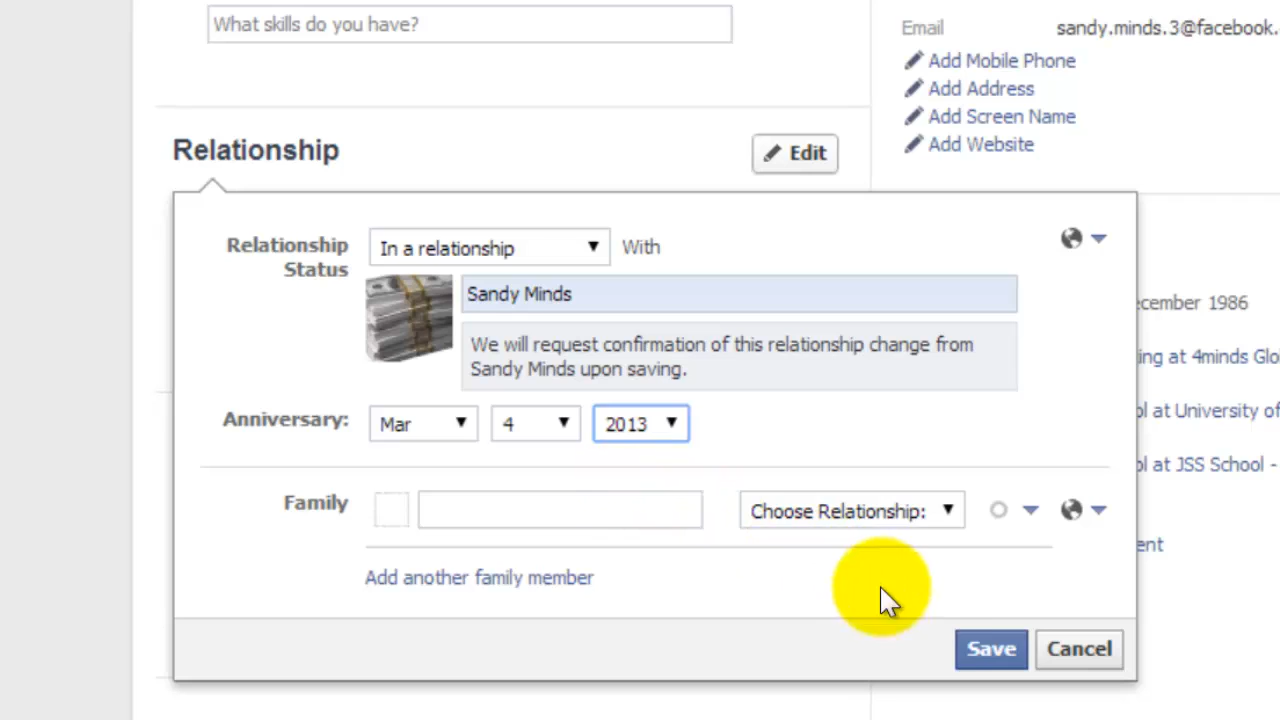 What skills do you have?
Email sandy.minds.3@facebook.
Add Mobile Phone
Add Address
Add Screen Name
Add Website
Relationship
Edit
Relationship Status
In a relationship
With
Sandy Minds
We will request confirmation of this relationship change from
Sandy Minds upon saving.
Anniversary:
Mar
4
2013
Family
Choose Relationship:
Add another family member
Save
Cancel
ecember 1986
ing at 4minds Glo
ol at University of
ol at JSS School -
ent